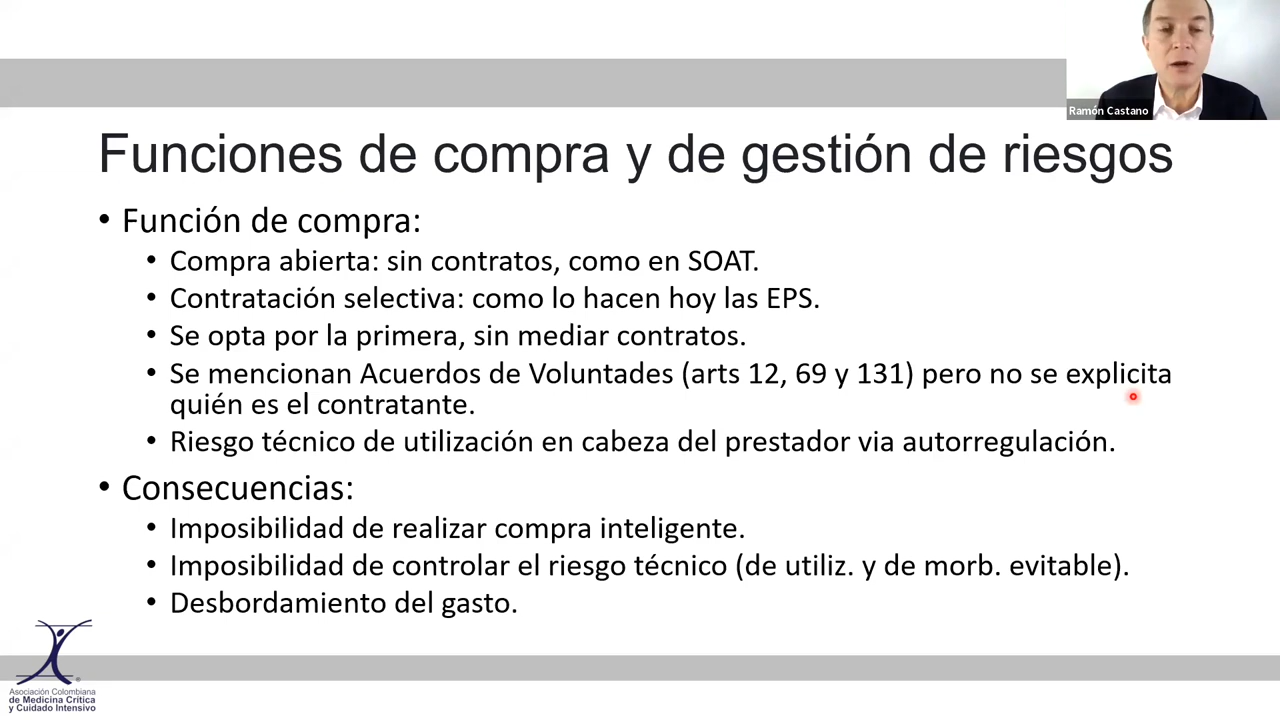 Ramón Castano
Funciones de compra y de gestión de riesgos
• Función de compra:
• Compra abierta: sin contratos, como en SOAT.
• Contratación selectiva: como lo hacen hoy las EPS.
• Se opta por la primera, sin mediar contratos.
• Se mencionan Acuerdos de Voluntades (arts 12, 69 y 131) pero no se explicita
quién es el contratante.
• Riesgo técnico de utilización en cabeza del prestador via autorregulación.
• Consecuencias:
• Imposibilidad de realizar compra inteligente.
• Imposibilidad de controlar el riesgo técnico (de utiliz. y de morb. evitable).
• Desbordamiento del gasto.
Asociación Colombiana
de Medicina Crítica
y Cuidado Intensivo